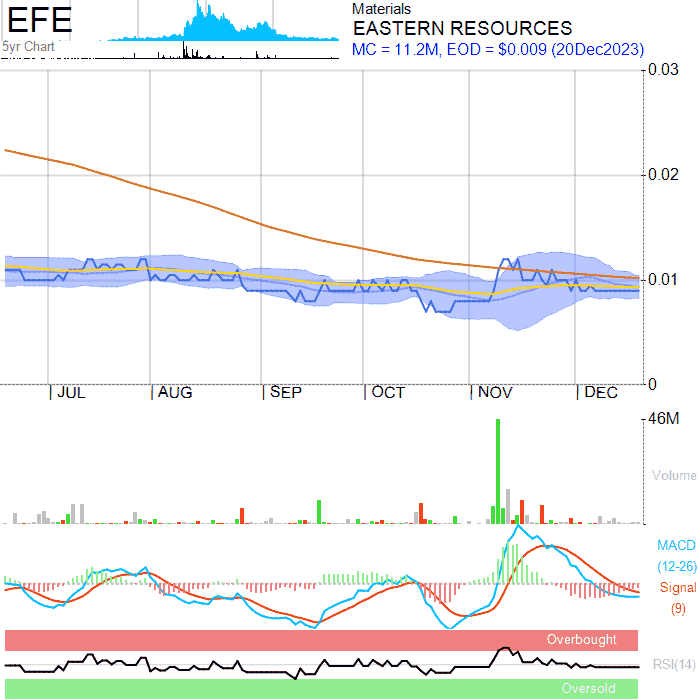 EFE
5yr Chart
Materials
EASTERN RESOURCES
MC = 11.2M, EOD = $0.009 (20Dec2023)
0.03
0.02
0.01
0
JUL AUG SEP OCT NOV DEC
46M
Volume
MACD
(12-26)
Signal
(9)
Overbought
RSI(14)
Oversold